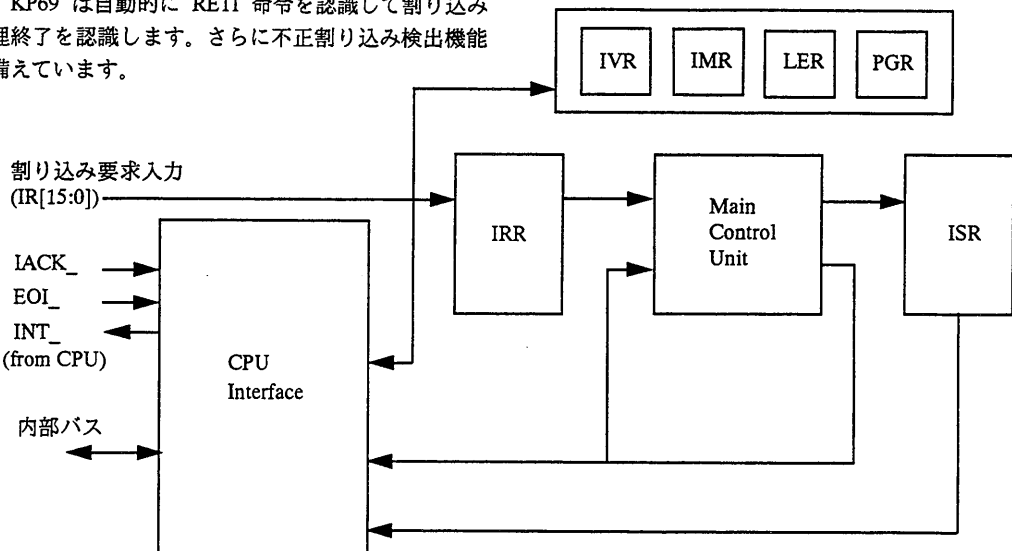 KP69 は自動的に RETI 命令を認識して割り込み
理終了を認識します。さらに不正割り込み検出機能
備えています。
IVR
IMR
LER
PGR
割り込み要求入力
(IR[15:0])
IRR
Main
Control
Unit
ISR
IACK_
EOI_
INT_
(from CPU)
CPU
Interface
内部バス